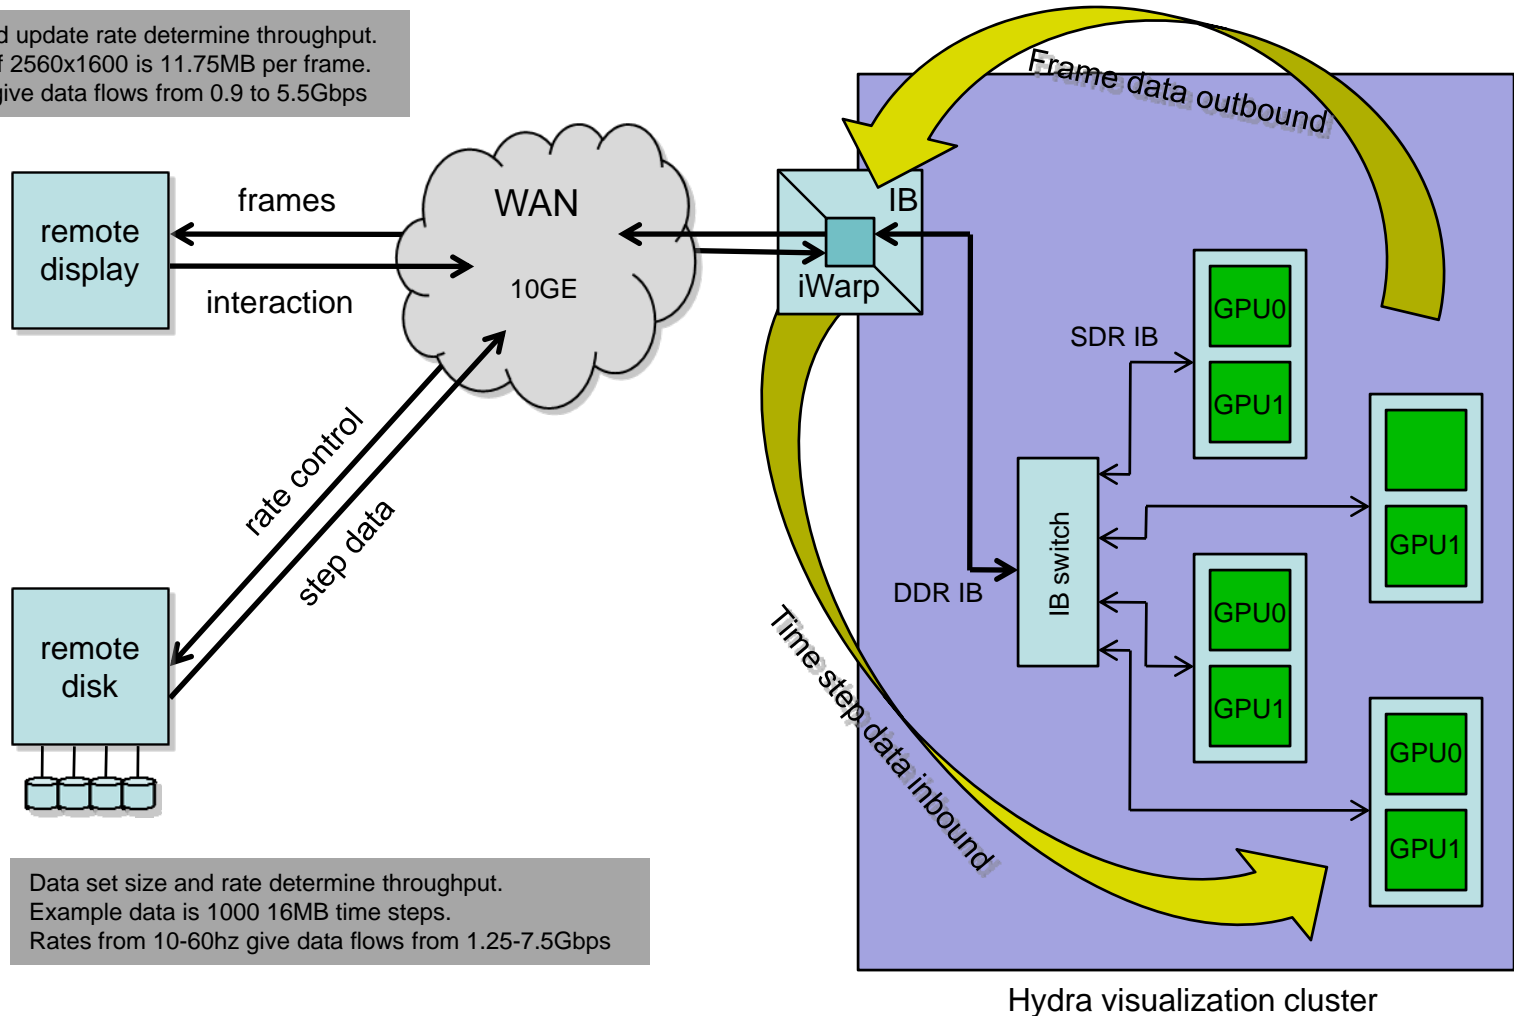 update rate determine throughput.
2560x1600 is 11.75MB per frame.
give data flows from 0.9 to 5.5Gbps
Frame data outbound
remote
display
frames
interaction
WAN
10GE
IB
iWarp
SDR IB
GPU0
GPU1
GPU1
DDR IB
IB switch
GPU0
GPU1
GPU0
GPU1
rate control
step data
Time step data inbound
remote
disk
Data set size and rate determine throughput.
Example data is 1000 16MB time steps.
Rates from 10-60hz give data flows from 1.25-7.5Gbps
Hydra visualization cluster